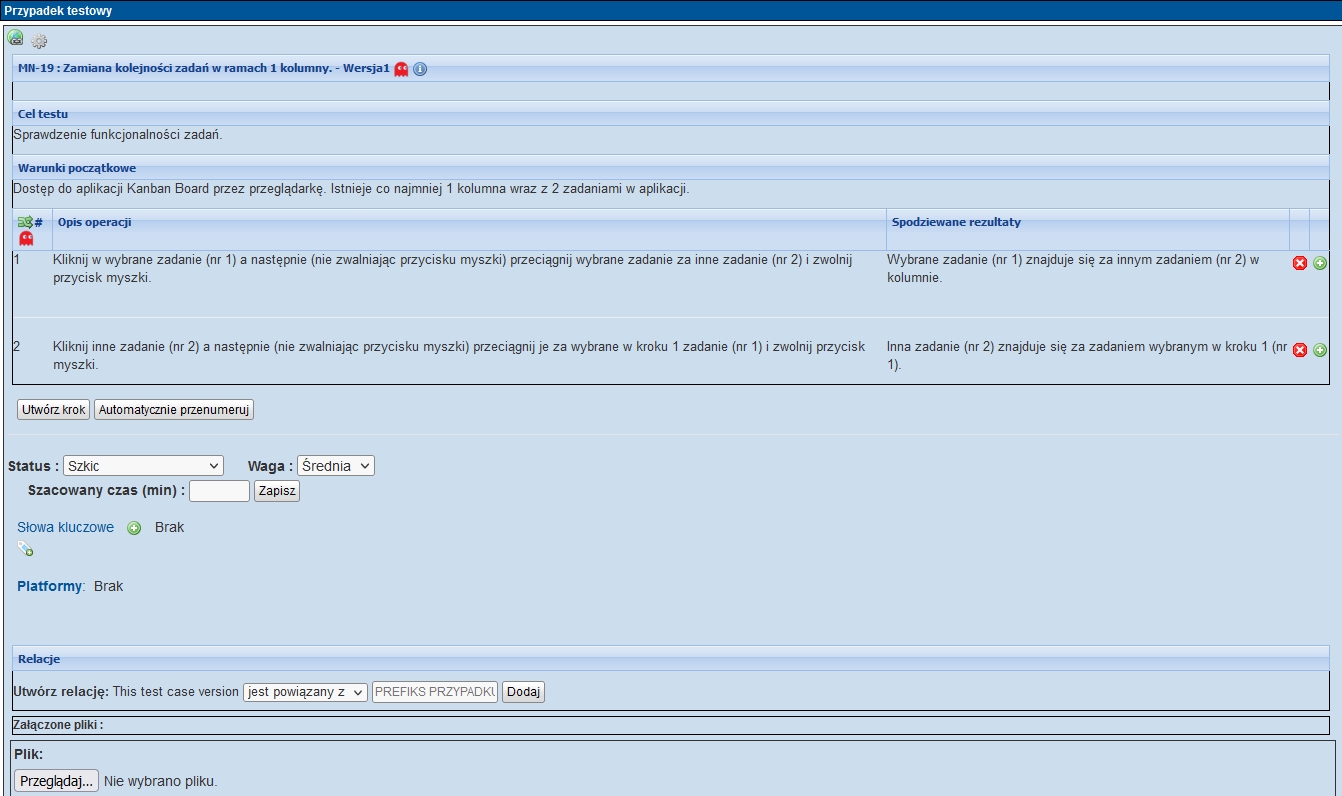 Przypadek testowy
MN-19 : Zamiana kolejności zadań w ramach 1 kolumny. - Wersja1
Cel testu
Sprawdzenie funkcjonalności zadań.
Warunki początkowe
Dostęp do aplikacji Kanban Board przez przeglądarkę. Istnieje co najmniej 1 kolumna wraz z 2 zadaniami w aplikacji.
# Opis operacji Spodziewane rezultaty
1 Kliknij w wybrane zadanie (nr 1) a następnie (nie zwalniając przycisku myszki) przeciągnij wybrane zadanie za inne zadanie (nr 2) i zwolnij
przycisk myszki.
Wybrane zadanie (nr 1) znajduje się za innym zadaniem (nr 2) w
kolumnie.
2 Kliknij inne zadanie (nr 2) a następnie (nie zwalniając przycisku myszki) przeciągnij je za wybrane w kroku 1 zadanie (nr 1) i zwolnij przycisk
myszki.
Inna zadanie (nr 2) znajduje się za zadaniem wybranym w kroku 1 (nr
1).
Utwórz krok Automatycznie przenumeruj
Status : Szkic Waga : Średnia
Szacowany czas (min) : Zapisz
Słowa kluczowe Brak
Platformy: Brak
Relacje
Utwórz relację: This test case version jest powiązany z PREFIKS PRZYPADKU Dodaj
Załączone pliki :
Plik:
Przeglądaj... Nie wybrano pliku.